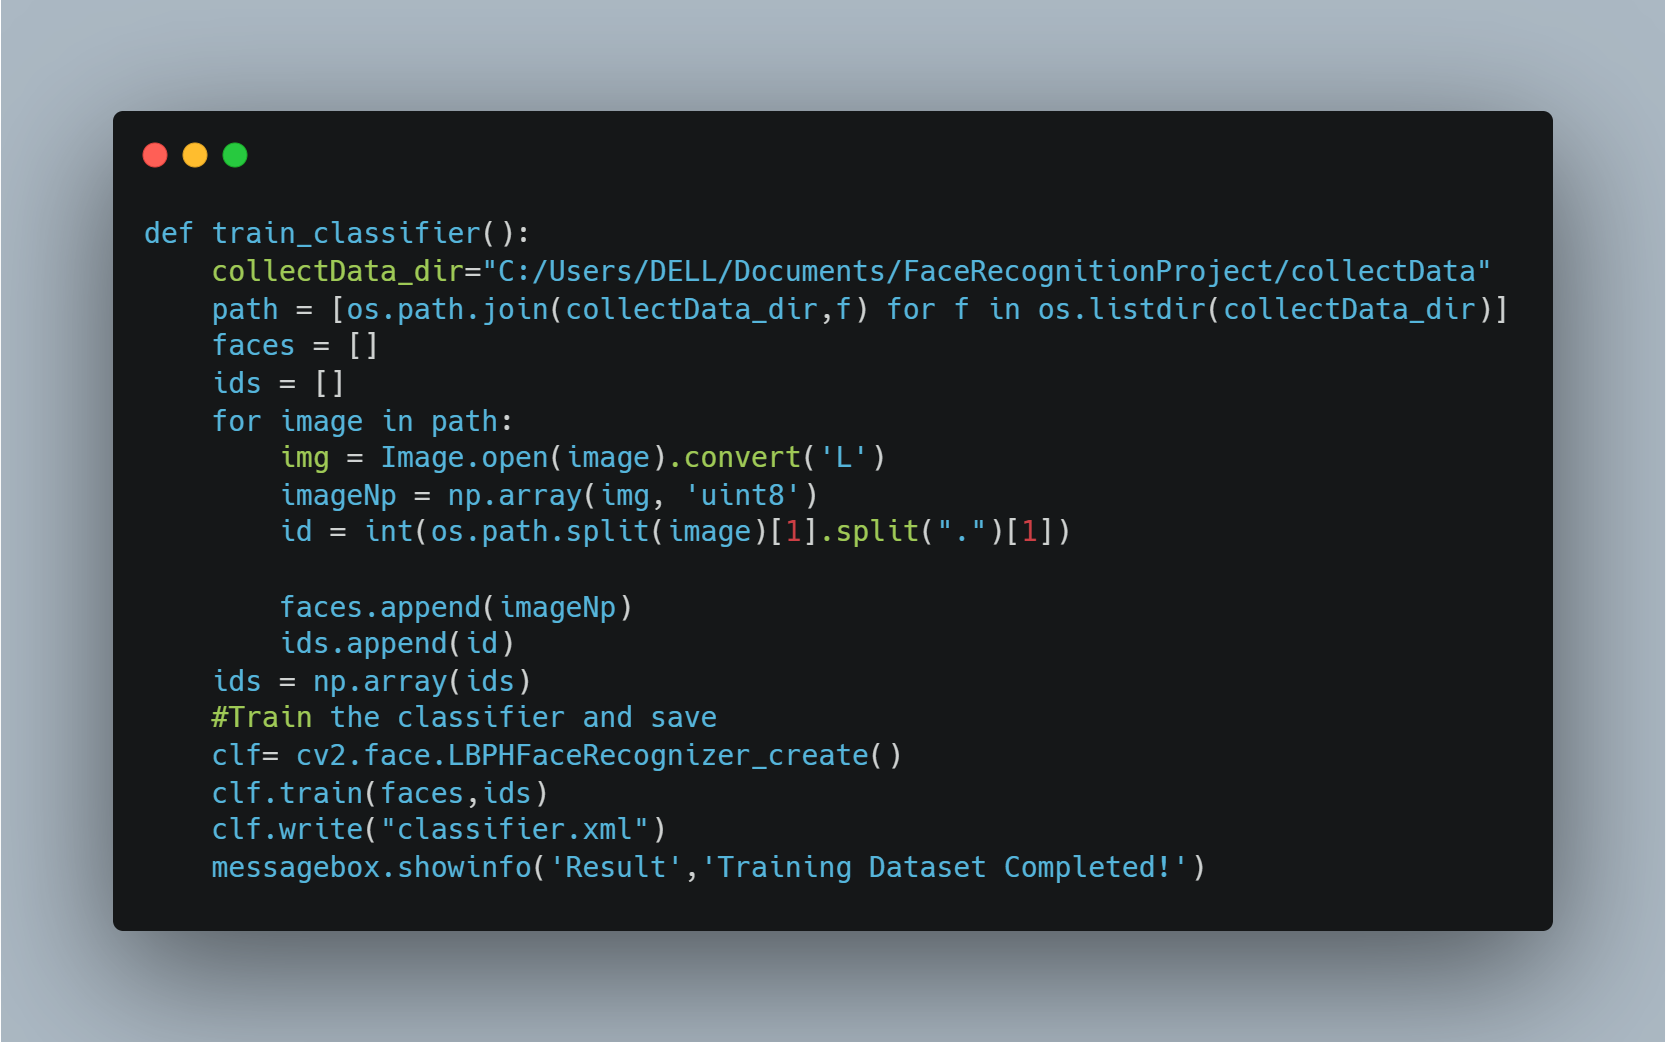 def train_classifier():
    collectData_dir="C:/Users/DELL/Documents/FaceRecognitionProject/collectData"
    path = [os.path.join(collectData_dir,f) for f in os.listdir(collectData_dir)]
    faces = []
    ids = []
    for image in path:
        img = Image.open(image).convert('L')
        imageNp = np.array(img, 'uint8')
        id = int(os.path.split(image)[1].split(".")[1])

        faces.append(imageNp)
        ids.append(id)
    ids = np.array(ids)
    #Train the classifier and save
    clf= cv2.face.LBPHFaceRecognizer_create()
    clf.train(faces,ids)
    clf.write("classifier.xml")
    messagebox.showinfo('Result','Training Dataset Completed!')